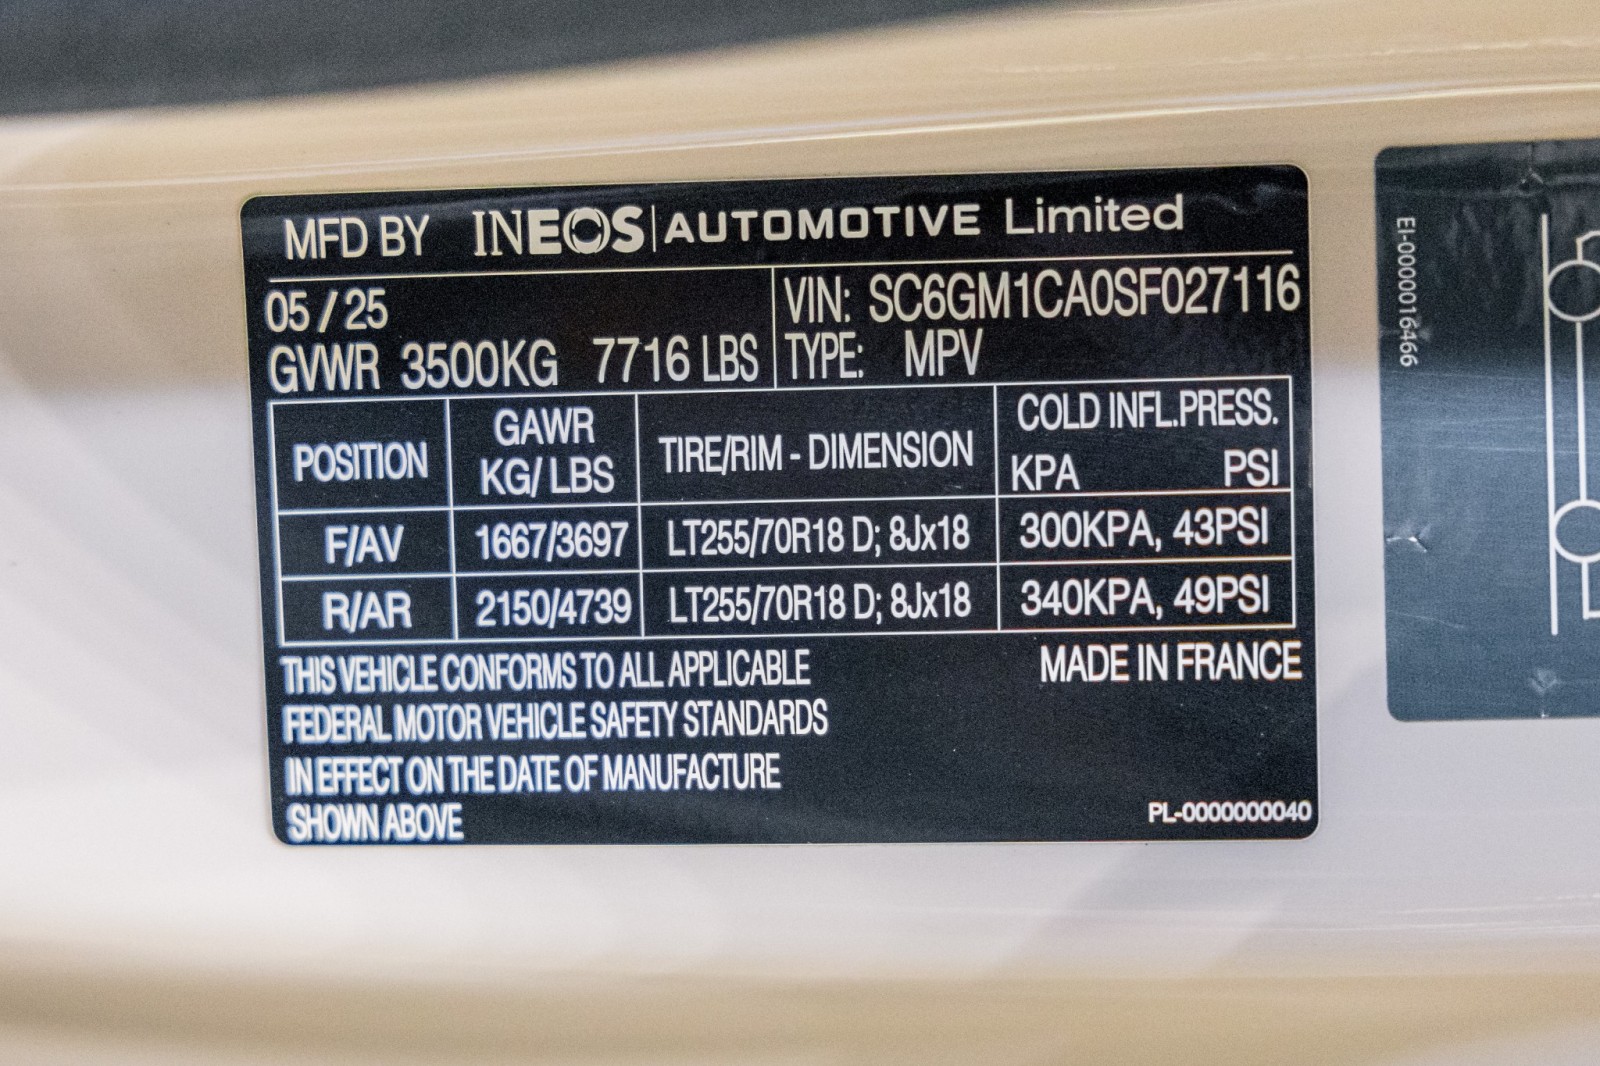 MFD BY INEOS | AUTOMOTIVE Limited
05 / 25
GVWR 3500KG 7716 LBS
VIN: SC6GM1CA0SF027116
TYPE: MPV
POSITION GAWR KG/ LBS TIRE/RIM - DIMENSION COLD INFL.PRESS. KPA PSI
F/AV 1667/3697 LT255/70R18 D; 8Jx18 300KPA, 43PSI
R/AR 2150/4739 LT255/70R18 D; 8Jx18 340KPA, 49PSI
THIS VEHICLE CONFORMS TO ALL APPLICABLE
FEDERAL MOTOR VEHICLE SAFETY STANDARDS
IN EFFECT ON THE DATE OF MANUFACTURE
SHOWN ABOVE
MADE IN FRANCE
PL-0000000040
EI-0000016466